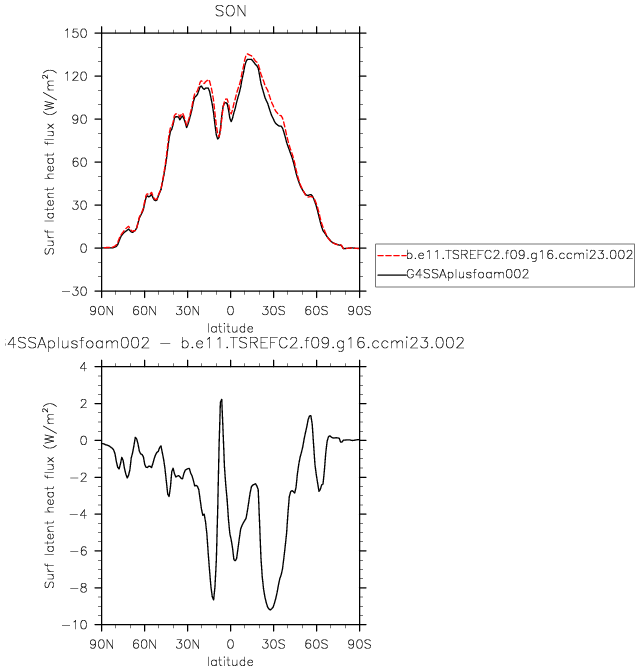 SON
150
120
90
60
30
0
-30
Surf latent heat flux (W/m²)
90N 60N 30N 0 30S 60S 90S
latitude
b.e11.TSREFC2.f09.g16.ccmi23.002
G4SSAplusfoam002
4SSAplusfoam002 - b.e11.TSREFC2.f09.g16.ccmi23.002
4
2
0
-2
-4
-6
-8
-10
Surf latent heat flux (W/m²)
90N 60N 30N 0 30S 60S 90S
latitude